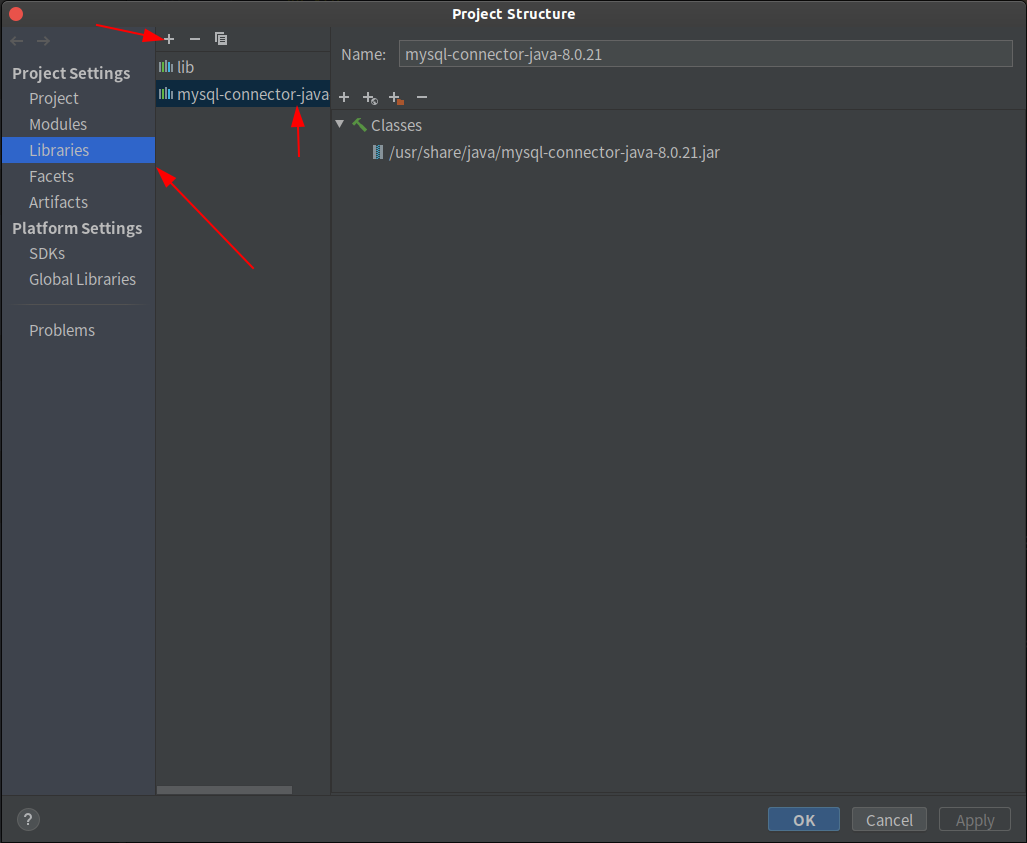 Project Structure
Project Settings
Project
Modules
Libraries
Facets
Artifacts
Platform Settings
SDKs
Global Libraries
Problems
lib
mysql-connector-java
Name: mysql-connector-java-8.0.21
Classes
/usr/share/java/mysql-connector-java-8.0.21.jar
?
OK Cancel Apply